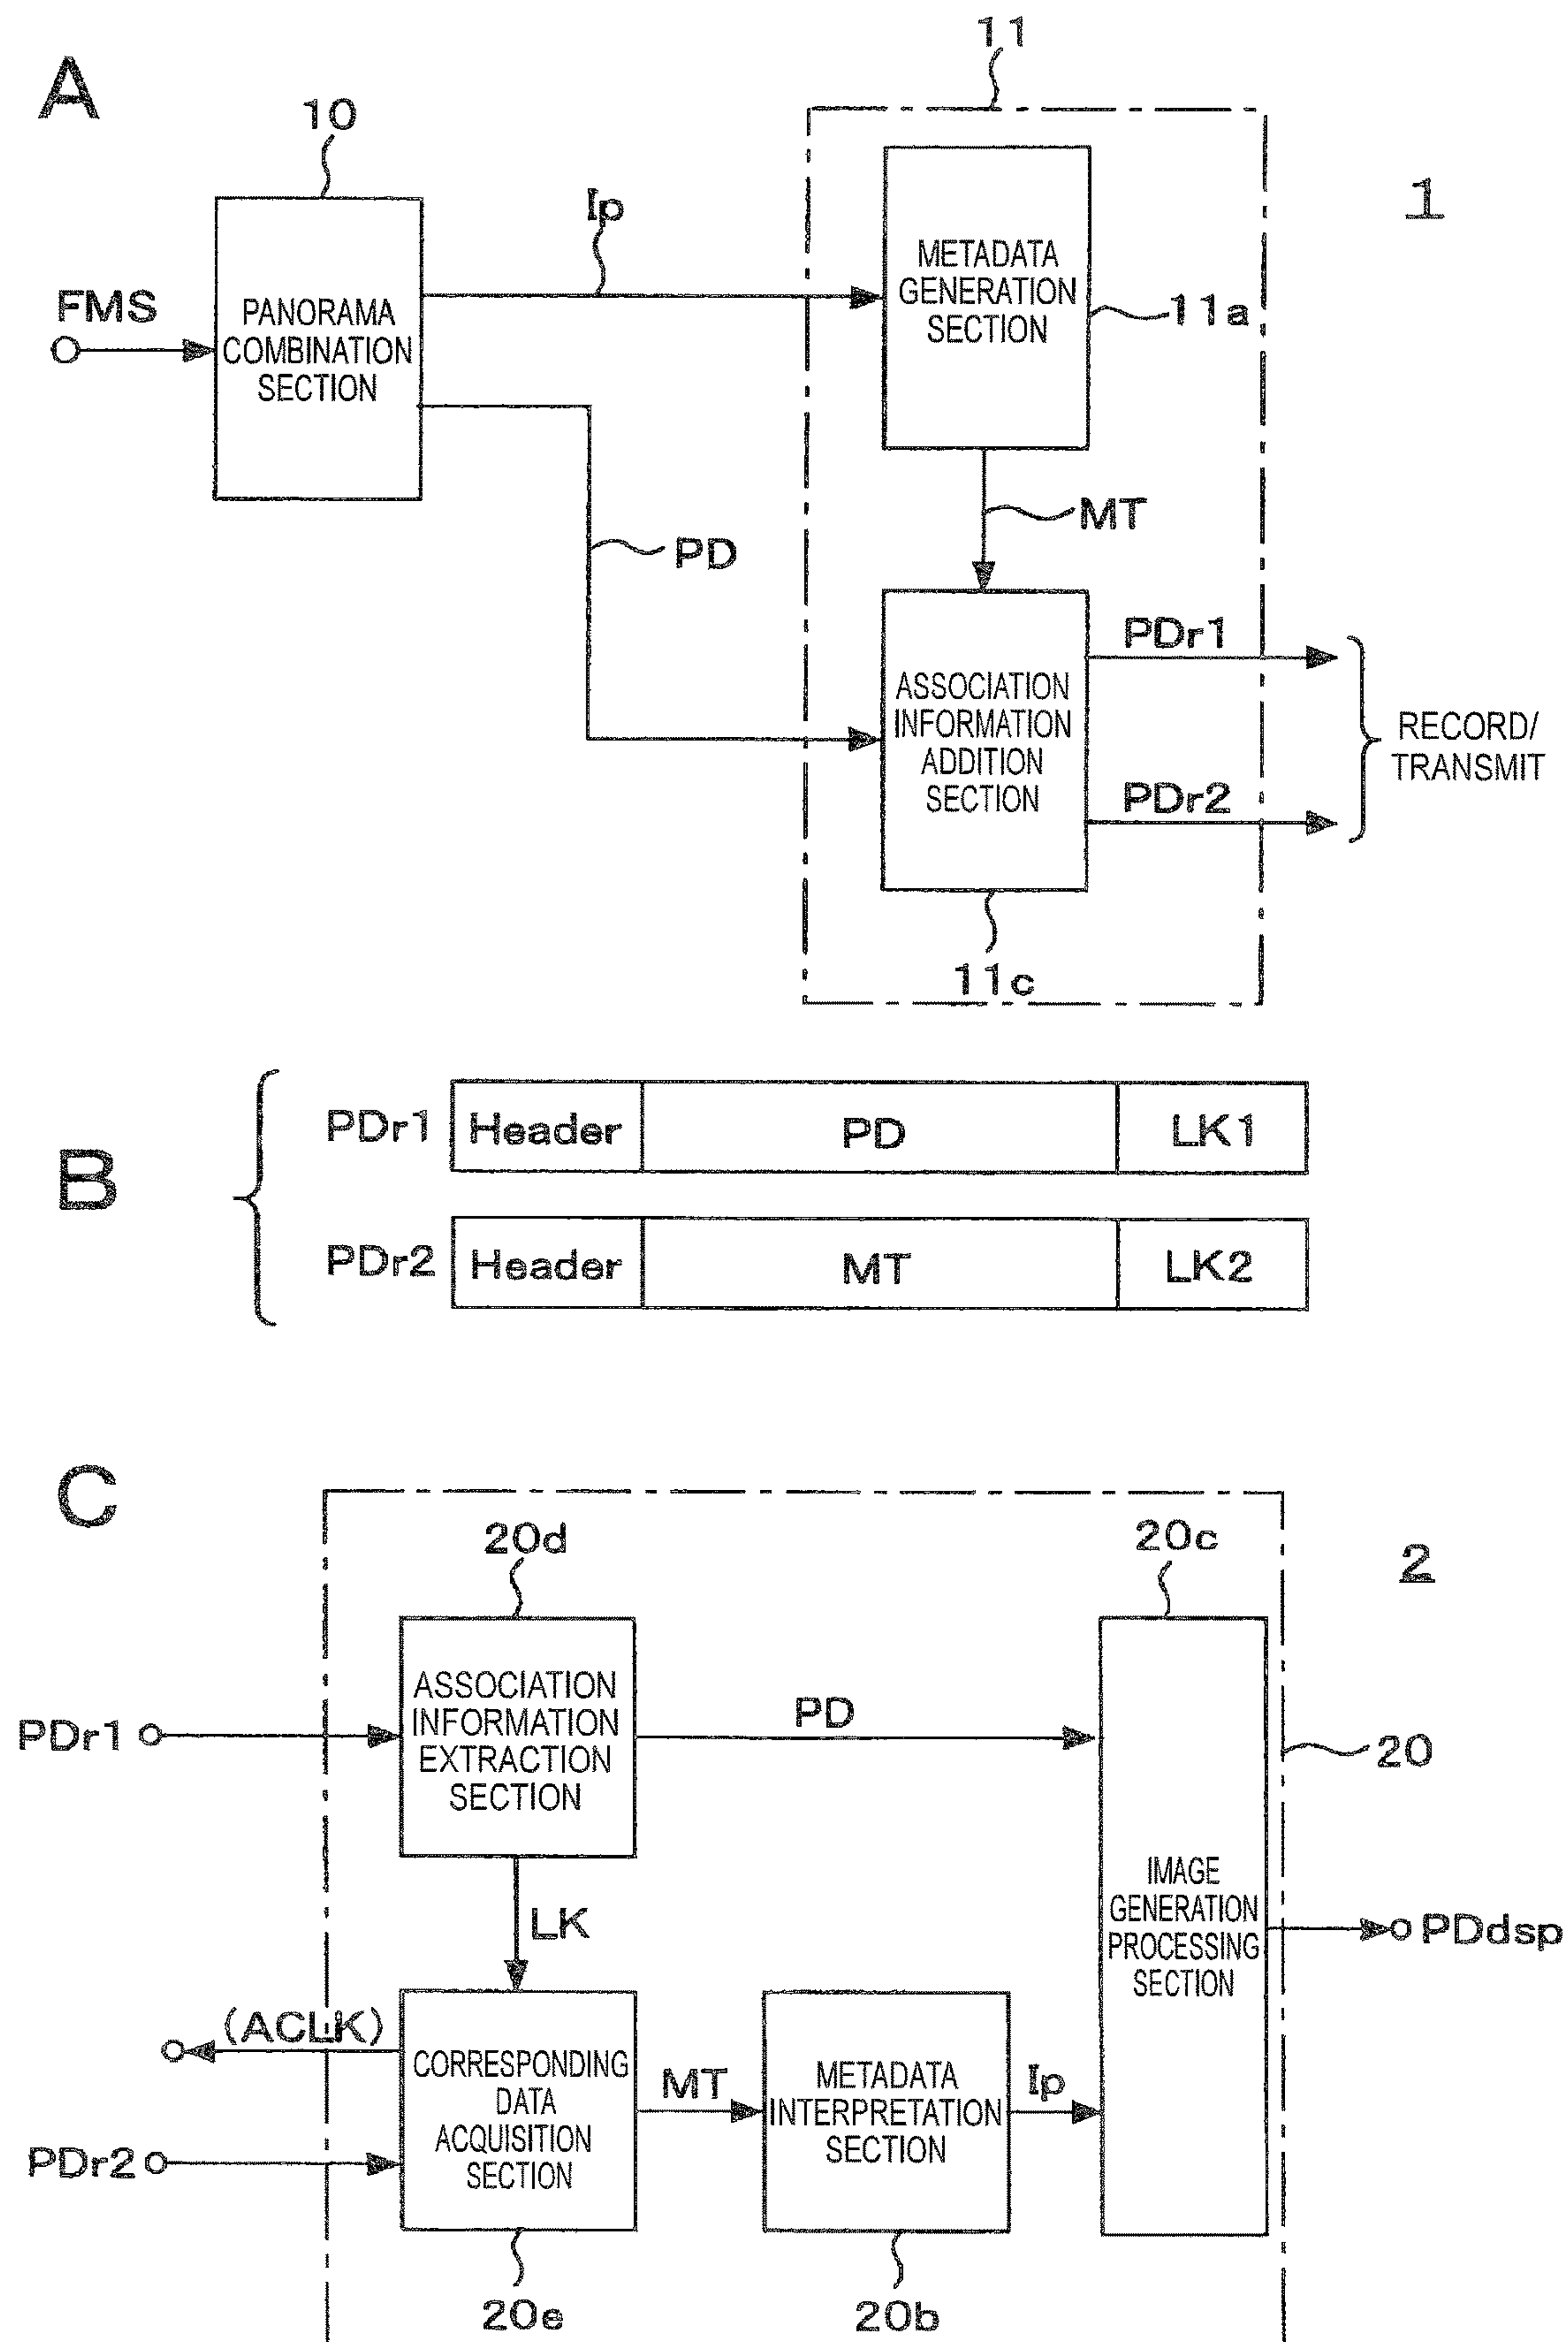 A
11
10
1
Ip
FMS
PANORAMA
COMBINATION
SECTION
METADATA
GENERATION
SECTION
11a
MT
PD
PDr1
ASSOCIATION
INFORMATION
ADDITION
SECTION
RECORD/
TRANSMIT
PDr2
11c
B
PDr1 Header PD LK1
PDr2 Header MT LK2
C
20d
20c
2
PDr1
ASSOCIATION
INFORMATION
EXTRACTION
SECTION
PD
20
LK
IMAGE
GENERATION
PROCESSING
SECTION
PDdsp
(ACLK)
CORRESPONDING
DATA
ACQUISITION
SECTION
MT
METADATA
INTERPRETATION
SECTION
Ip
PDr2
20e
20b